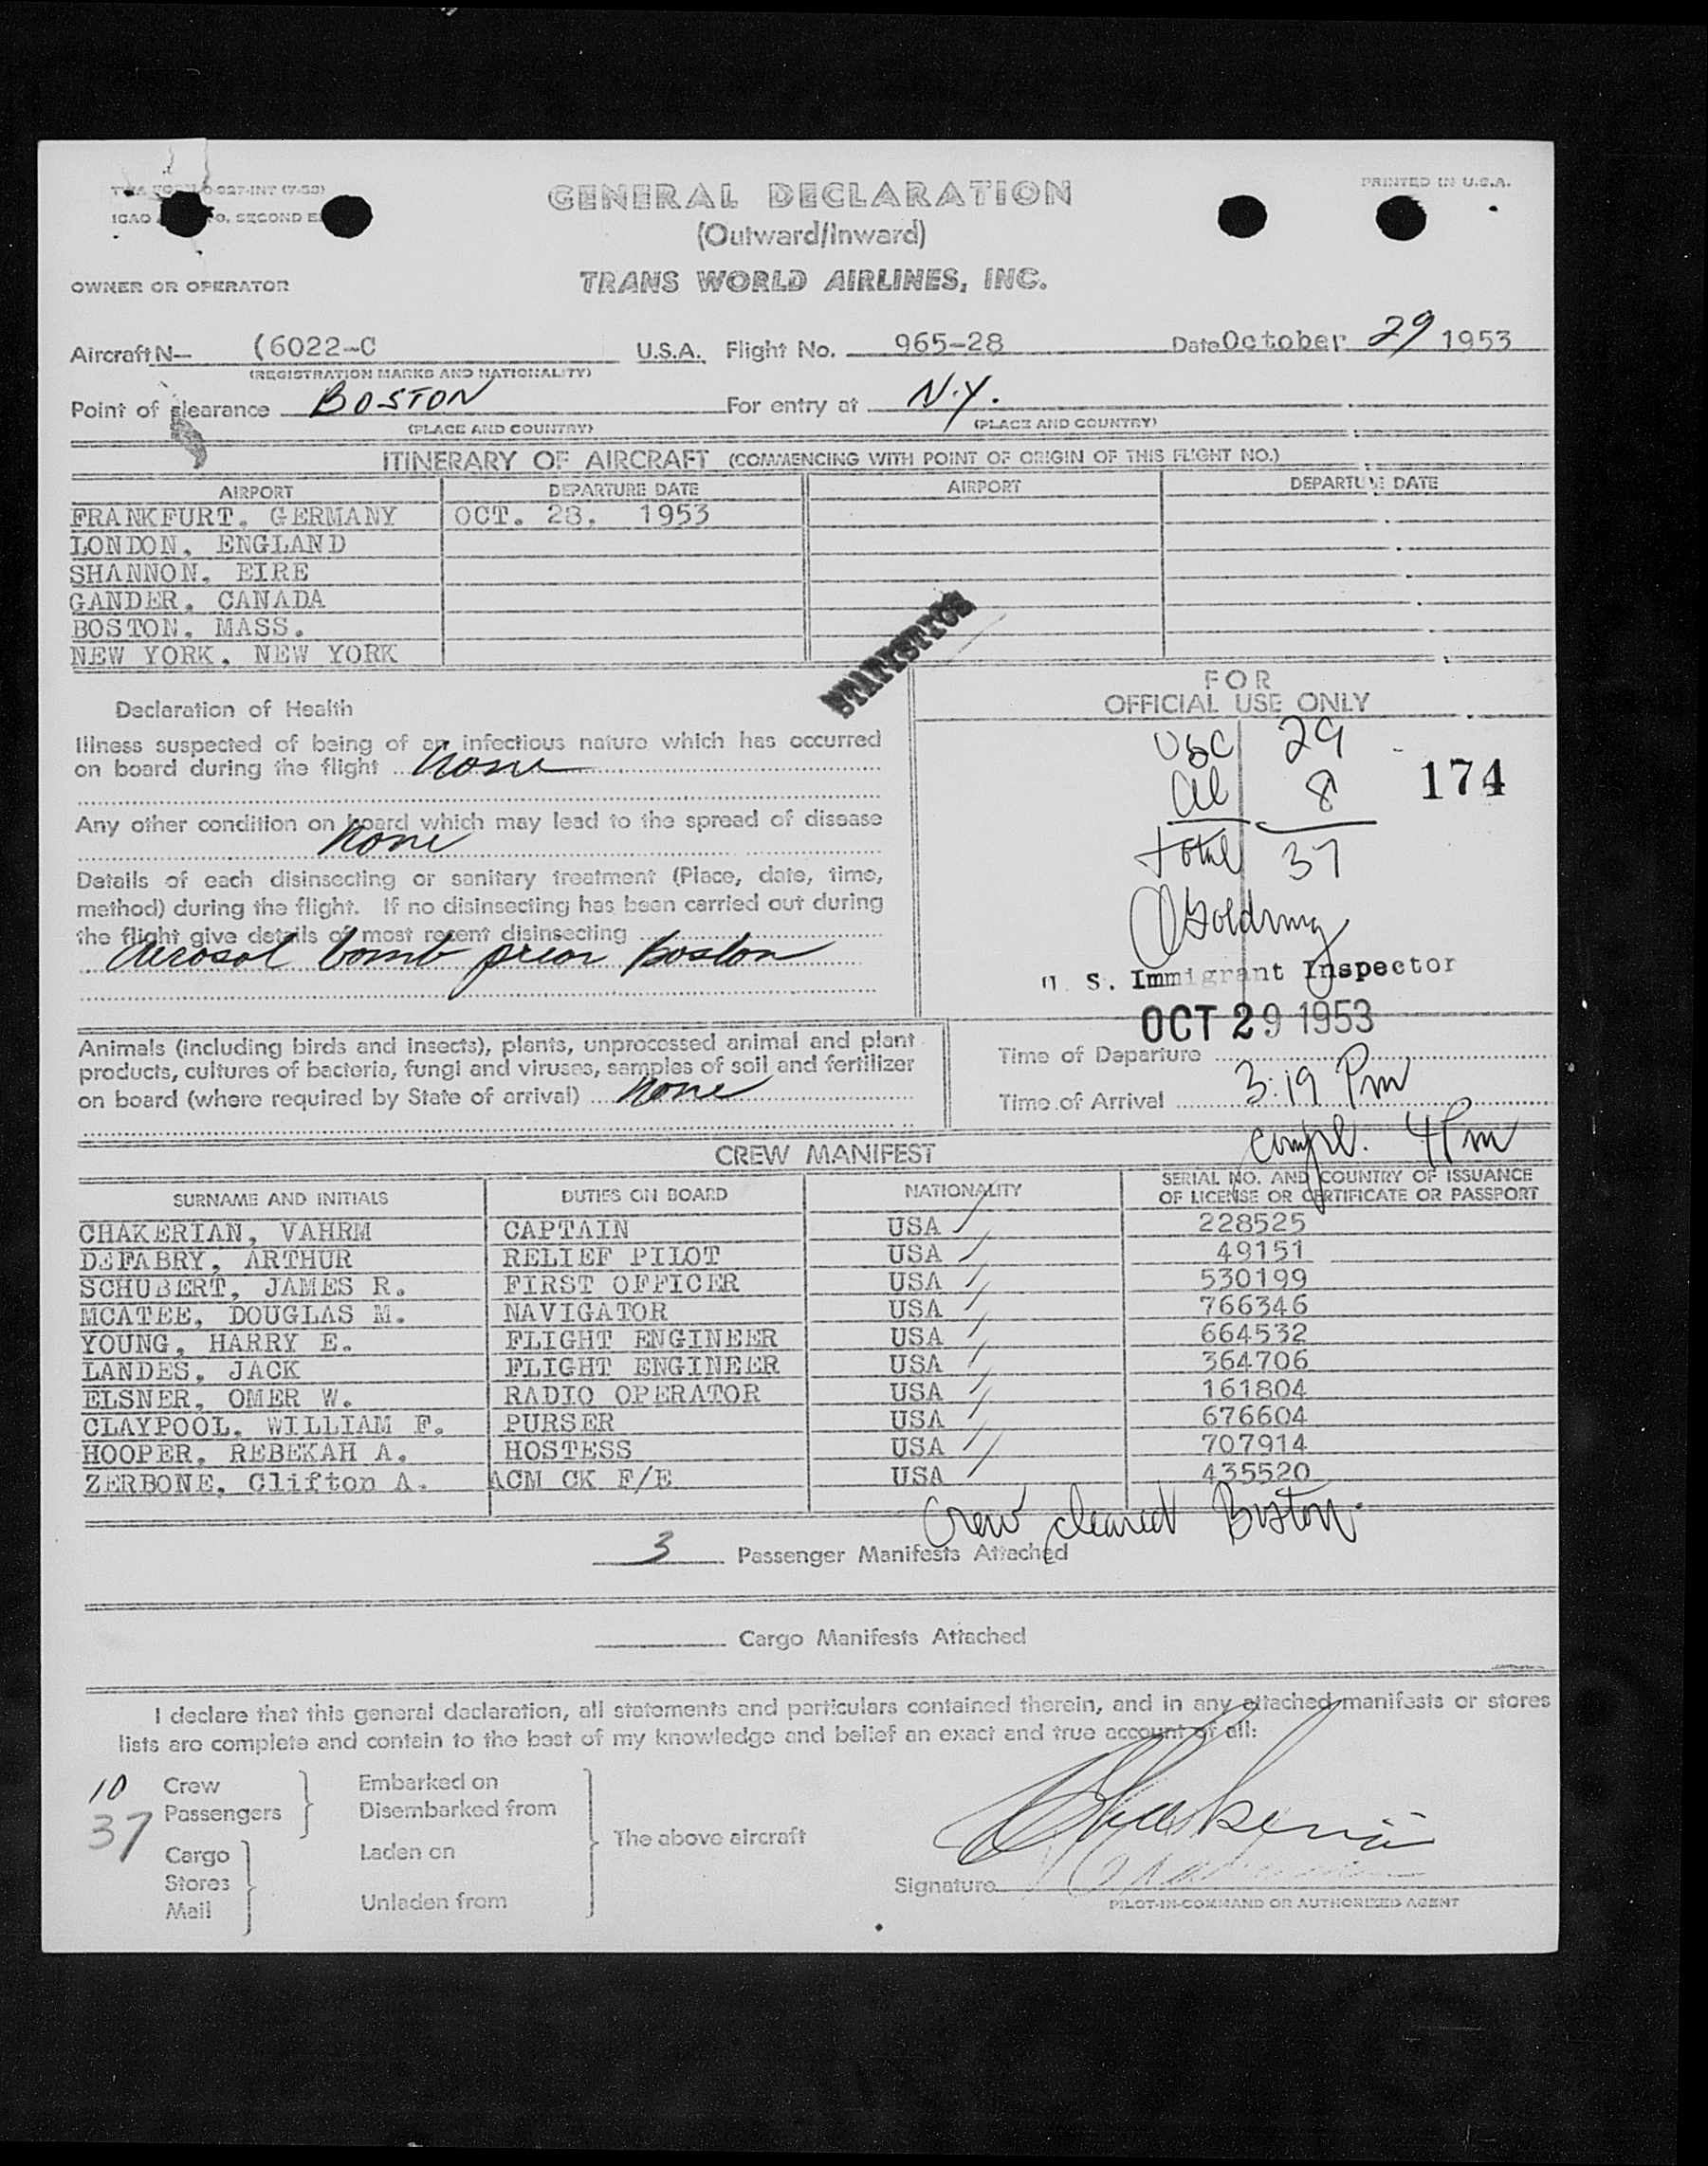 TWA FORM O-927-INT (7-53)
PRINTED IN U.S.A.
ICAO O, SECOND
GENERAL DECLARATION
(Outward/Inward)
OWNER OR OPERATOR
TRANS WORLD AIRLINES, INC.
Aircraft N— (6022-C U.S.A. Flight No. 965-28 Date October 29 1953
(REGISTRATION MARKS AND NATIONALITY)
Point of clearance BOSTON For entry at N.Y.
(PLACE AND COUNTRY) (PLACE AND COUNTRY)
ITINERARY OF AIRCRAFT (COMMENCING WITH POINT OF ORIGIN OF THIS FLIGHT NO.)
AIRPORT DEPARTURE DATE AIRPORT DEPARTURE DATE
FRANKFURT, GERMANY OCT. 28, 1953
LONDON, ENGLAND
SHANNON, EIRE
GANDER, CANADA
BOSTON, MASS.
NEW YORK, NEW YORK
STATISTICS
FOR
OFFICIAL USE ONLY
USC 29
al 8
174
total 37
Goldring
U. S. Immigrant Inspector
OCT 29 1953
Declaration of Health
Illness suspected of being of an infectious nature which has occurred
on board during the flight None
Any other condition on board which may lead to the spread of disease
None
Details of each disinsecting or sanitary treatment (Place, date, time,
method) during the flight. If no disinsecting has been carried out during
the flight give details of most recent disinsecting
Aerosol bomb prior Boston
Animals (including birds and insects), plants, unprocessed animal and plant
products, cultures of bacteria, fungi and viruses, samples of soil and fertilizer
on board (where required by State of arrival) None
Time of Departure
Time of Arrival 3:19 Pm
compl. 4 Pm
CREW MANIFEST
SURNAME AND INITIALS DUTIES ON BOARD NATIONALITY SERIAL NO. AND COUNTRY OF ISSUANCE
OF LICENSE OR CERTIFICATE OR PASSPORT
CHAKERIAN, VAHRM CAPTAIN USA 228525
DEFABRY, ARTHUR RELIEF PILOT USA 49151
SCHUBERT, JAMES R. FIRST OFFICER USA 530199
MCATEE, DOUGLAS M. NAVIGATOR USA 766346
YOUNG, HARRY E. FLIGHT ENGINEER USA 664532
LANDES, JACK FLIGHT ENGINEER USA 364706
ELSNER, OMER W. RADIO OPERATOR USA 161804
CLAYPOOL, WILLIAM F. PURSER USA 676604
HOOPER, REBEKAH A. HOSTESS USA 707914
ZERBONE, Clifton A. ACM CK F/E USA 435520
Crew cleared Boston.
3 Passenger Manifests Attached
Cargo Manifests Attached
I declare that this general declaration, all statements and particulars contained therein, and in any attached manifests or stores
lists are complete and contain to the best of my knowledge and belief an exact and true account of all:
10 Crew Embarked on
37 Passengers Disembarked from
The above aircraft
Cargo Laden on
Stores
Mail Unladen from
Signature
PILOT-IN-COMMAND OR AUTHORIZED AGENT